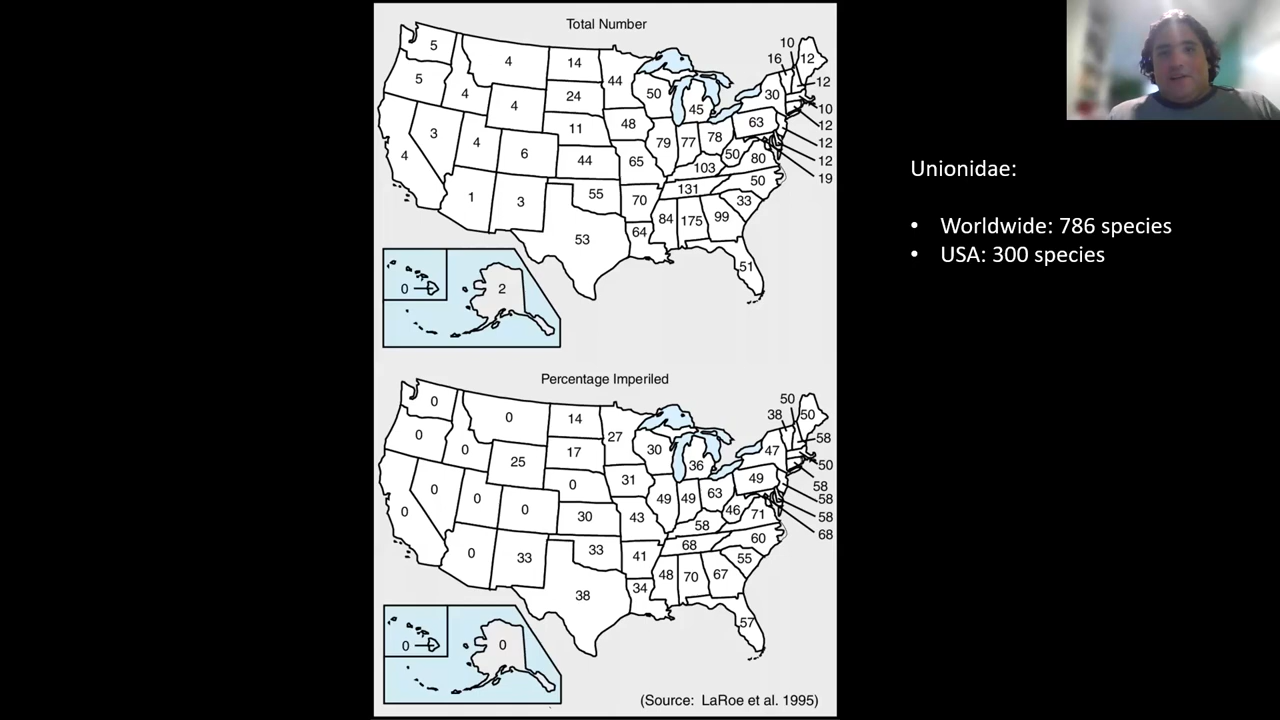 Total Number
10
16 12
5 4 14 44 12
5 4 4 24 50 45 30 10
3 4 6 11 48 79 77 78 63 12
4 44 65 50 80 12
103 12
1 3 55 70 131 50 19
53 64 84 175 99 33
51
0 2
Percentage Imperiled
50
38 50
0 0 14 27 58
0 0 25 17 30 36 47 50
0 0 0 0 31 49 49 63 49 58
0 30 43 46 71 58
58 58
0 33 33 41 68 60 68
38 34 48 70 67 55
57
0 0
(Source: LaRoe et al. 1995)
Unionidae:
• Worldwide: 786 species
• USA: 300 species